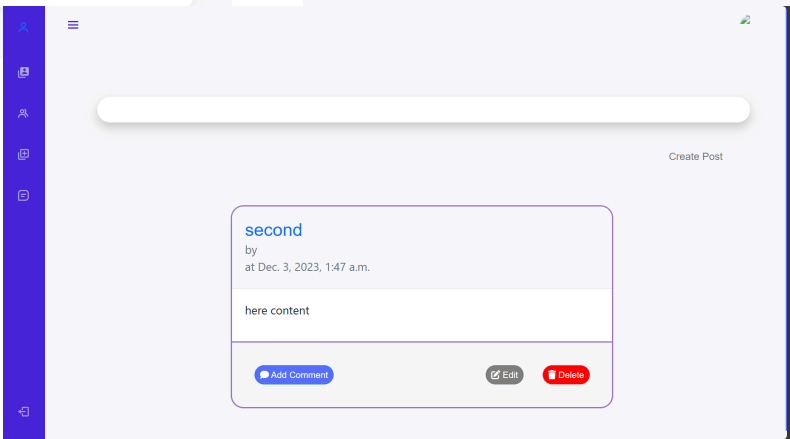 Create Post
second
by
at Dec. 3, 2023, 1:47 a.m.
here content
Add Comment
Edit
Delete